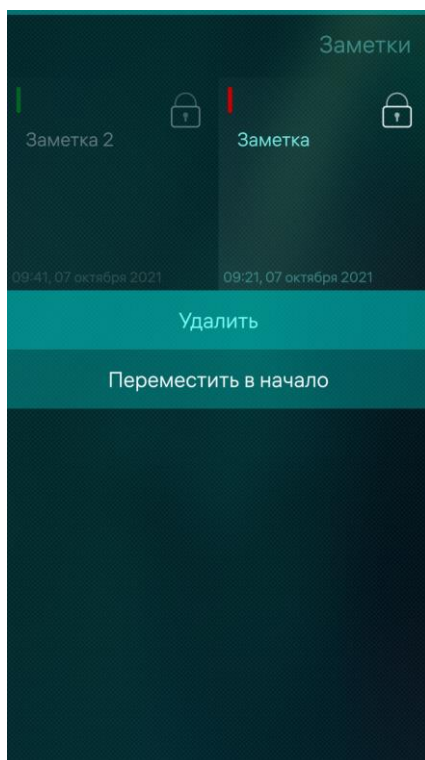 Заметки
Заметка 2
Заметка
09:41, 07 октября 2021
09:21, 07 октября 2021
Удалить
Переместить в начало